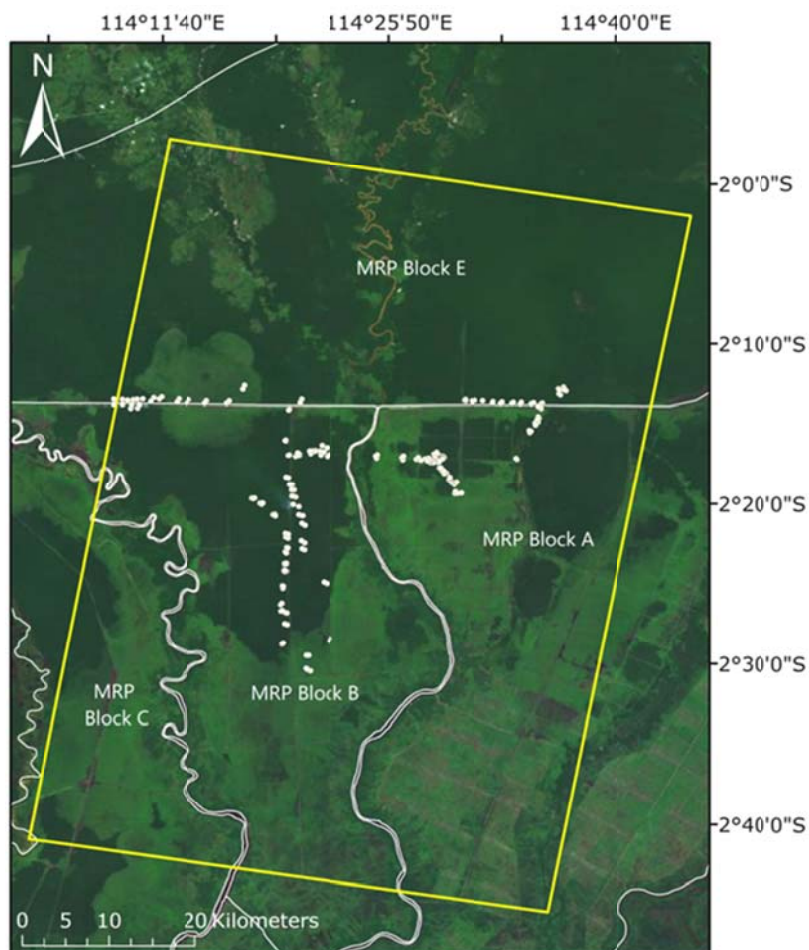 114°11'40"E 114°25'50"E 114°40'0"E
N
2°0'0"S
MRP Block E
2°10'0"S
2°20'0"S
MRP Block A
2°30'0"S
MRP
Block C
MRP Block B
2°40'0"S
0 5 10 20 Kilometers